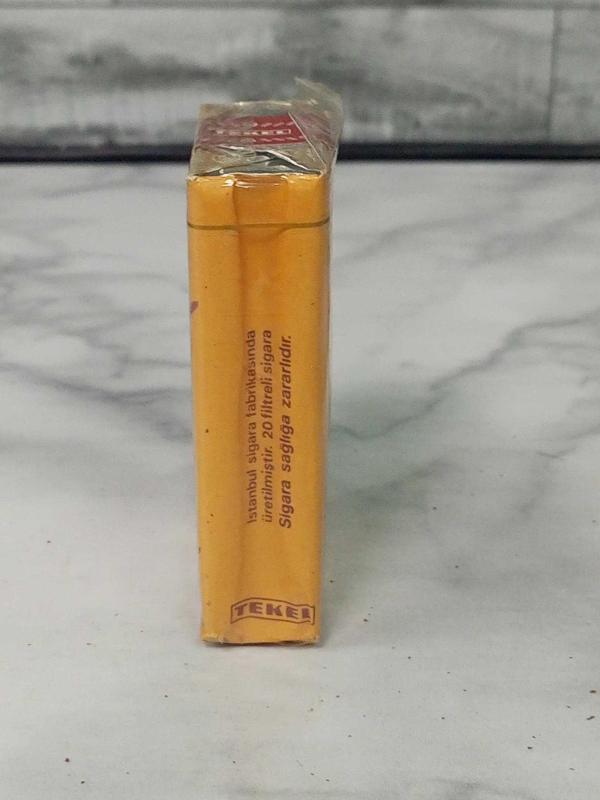 TEKEL
İstanbul sigara fabrikasında
üretilmiştir. 20 filtreli sigara
Sigara sağlığa zararlıdır.
TEKEL